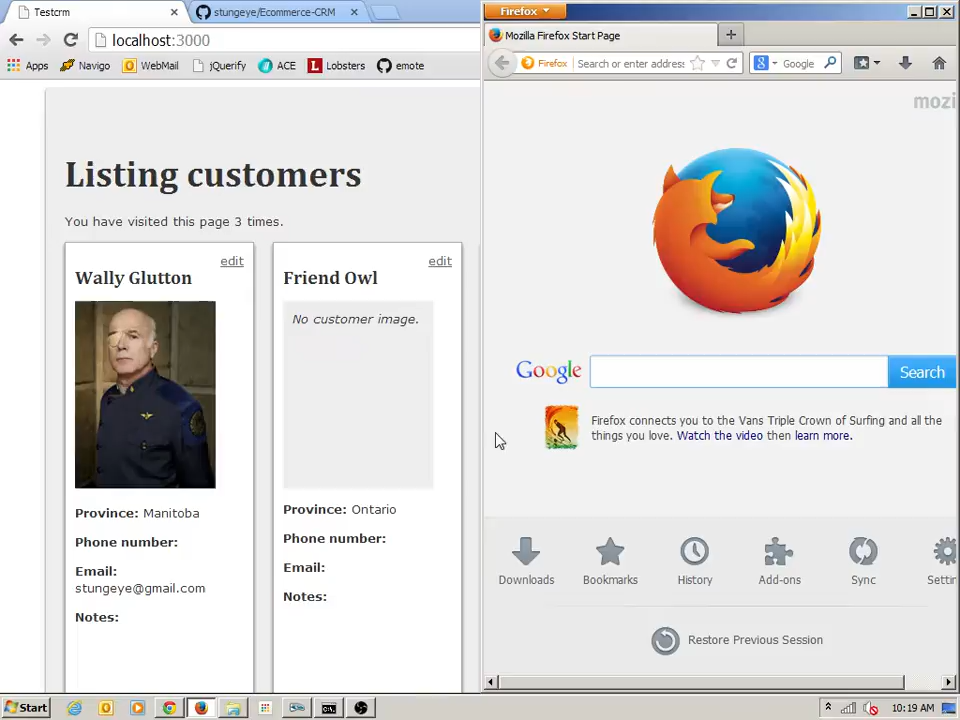 Testcrm
stungeye/Ecommerce-CRM
localhost:3000
Apps
Navigo
WebMail
jQuerify
ACE
Lobsters
emote
Listing customers
You have visited this page 3 times.
edit
Wally Glutton
Province: Manitoba
Phone number:
Email:
stungeye@gmail.com
Notes:
edit
Friend Owl
No customer image.
Province: Ontario
Phone number:
Email:
Notes:
Firefox
Mozilla Firefox Start Page
Firefox
Search or enter address
Google
mozi
Google
Search
Firefox connects you to the Vans Triple Crown of Surfing and all the
things you love. Watch the video then learn more.
Downloads
Bookmarks
History
Add-ons
Sync
Settin
Restore Previous Session
Start
10:19 AM